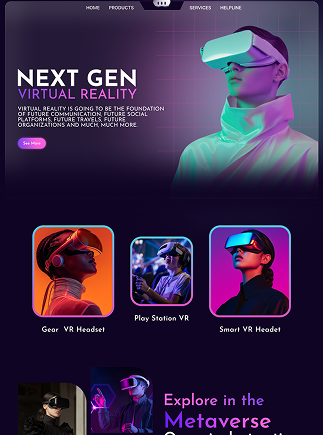 HOME PRODUCTS SERVICES HELPLINE
NEXT GEN
VIRTUAL REALITY
VIRTUAL REALITY IS GOING TO BE THE FOUNDATION
OF FUTURE COMMUNICATION, FUTURE SOCIAL
PLATFORMS, FUTURE TRAVELS, FUTURE
ORGANIZATIONS AND MUCH, MUCH MORE.
See More
Gear VR Headset
Play Station VR
Smart VR Headet
Explore in the
Metaverse